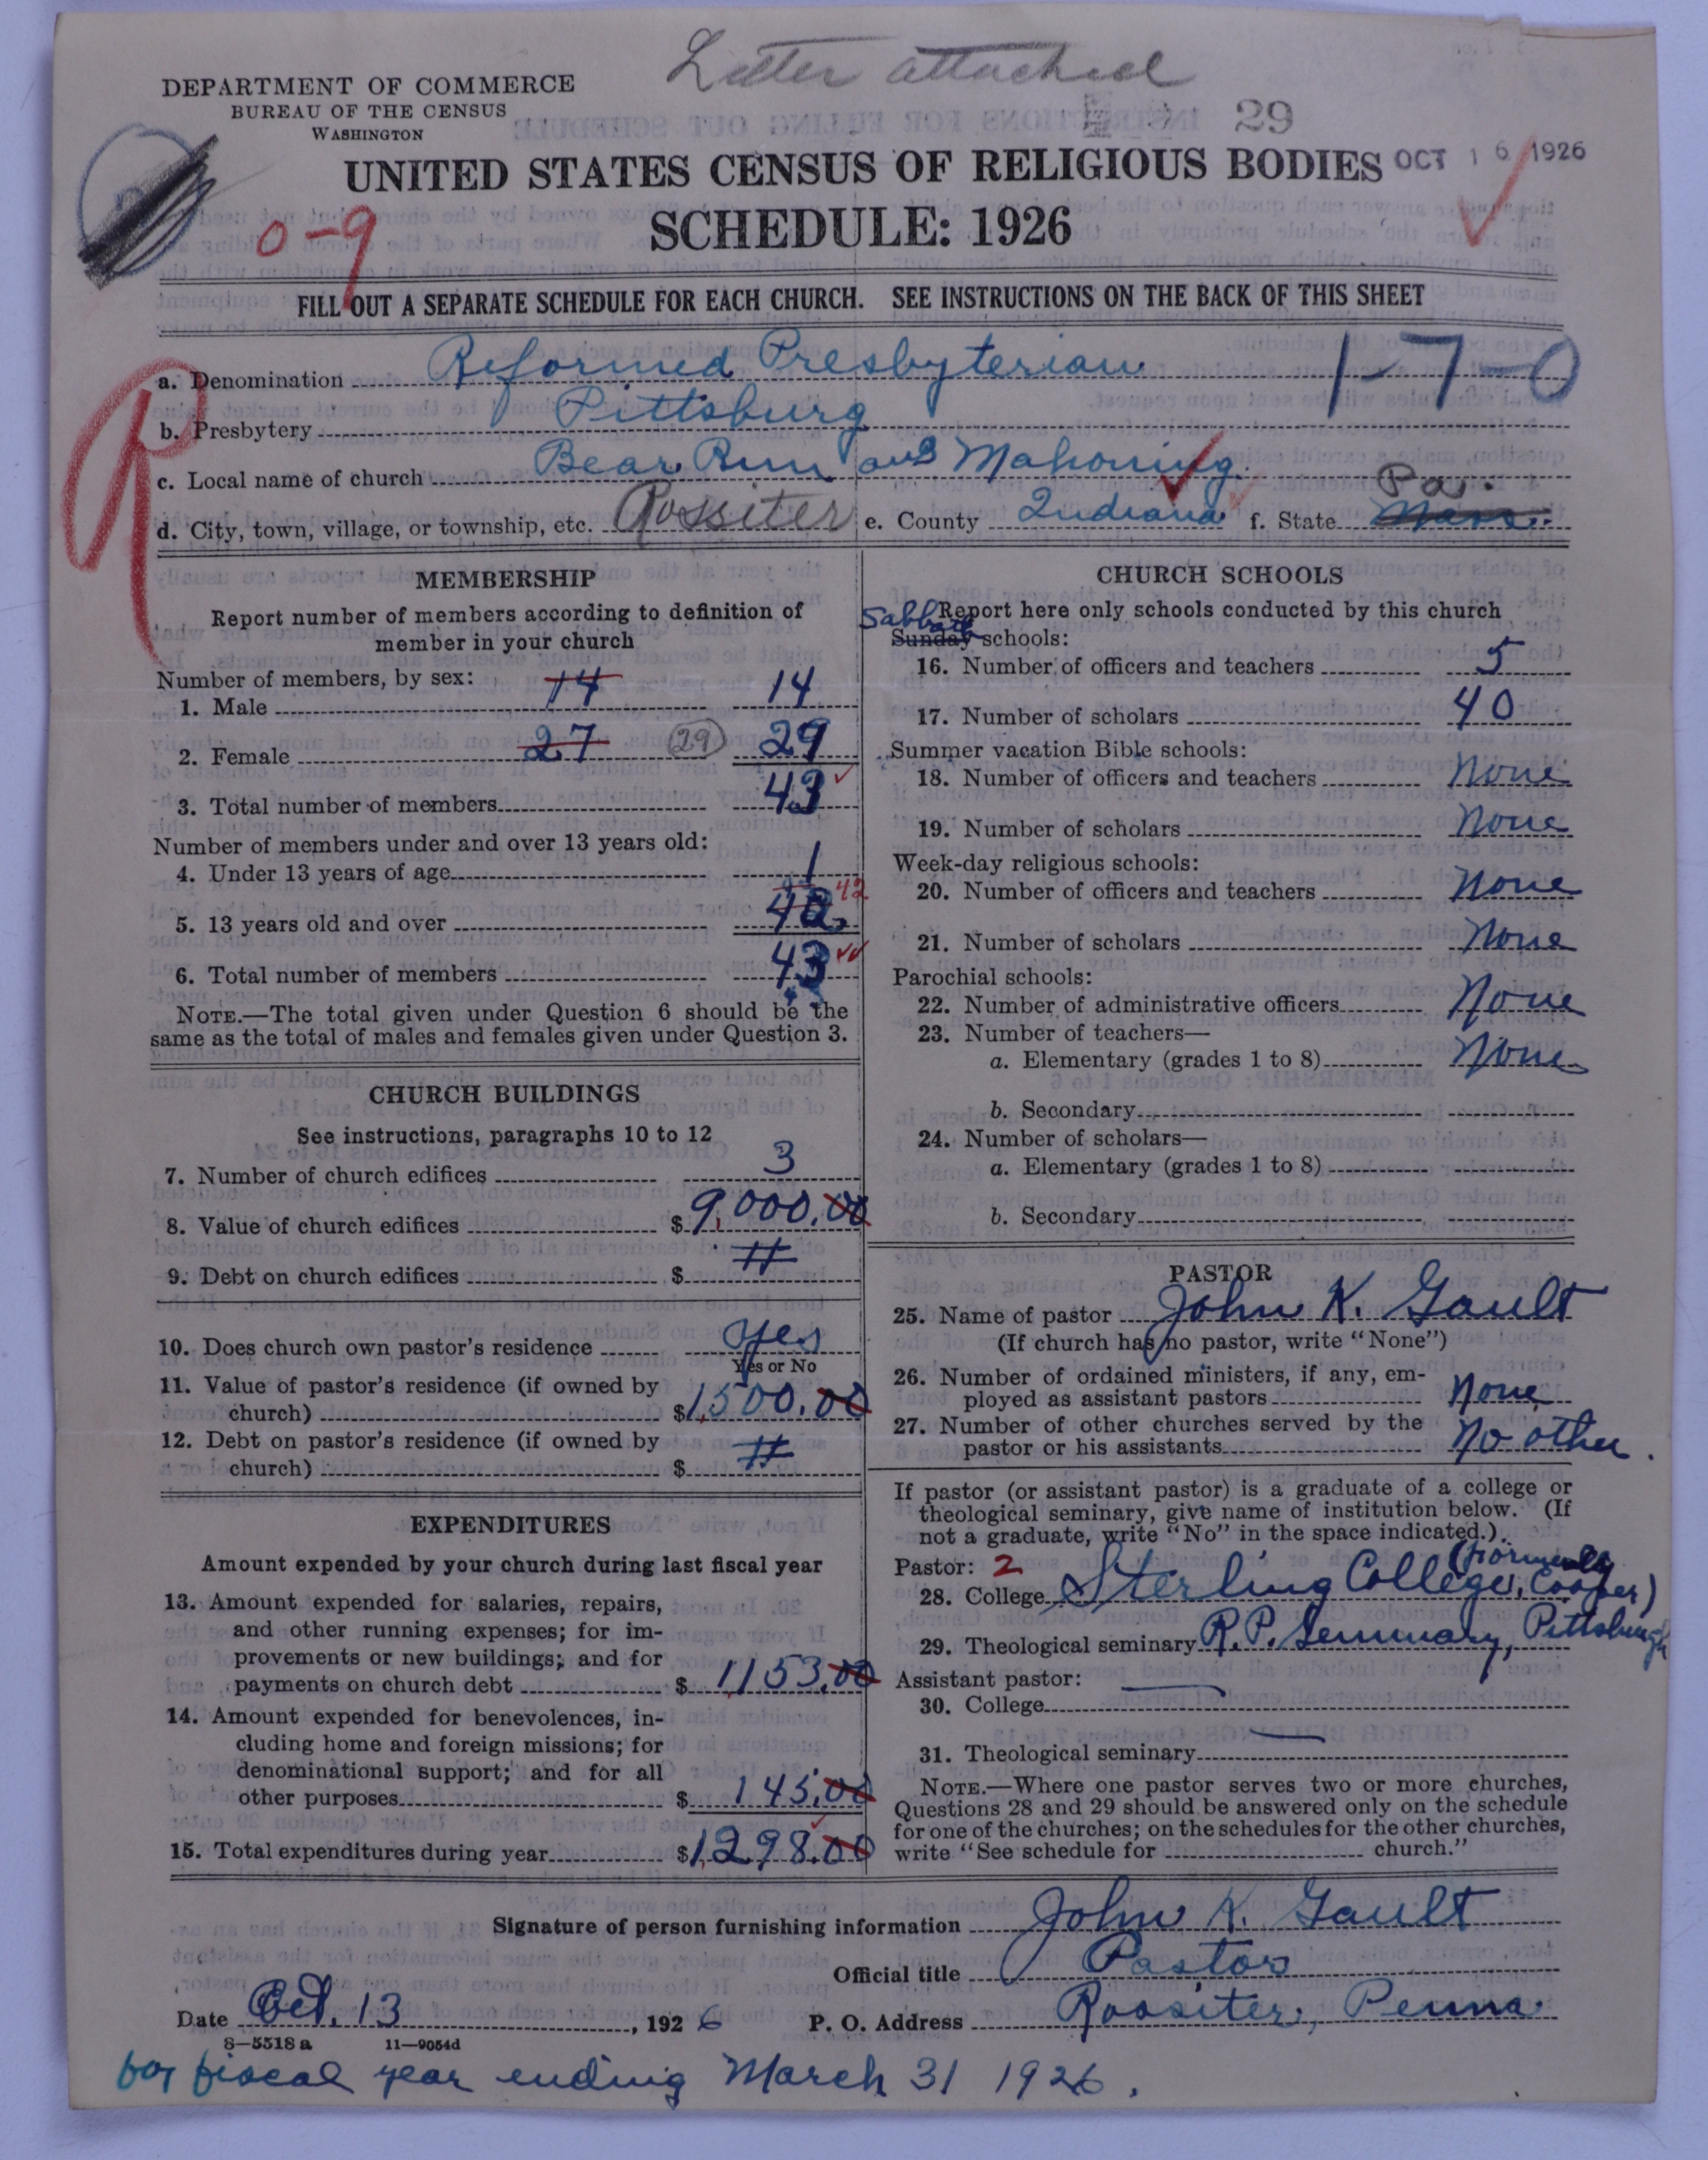 Letter attached
DEPARTMENT OF COMMERCE
BUREAU OF THE CENSUS
WASHINGTON
29
UNITED STATES CENSUS OF RELIGIOUS BODIES OCT 16 1926
SCHEDULE: 1926
0-9
FILL OUT A SEPARATE SCHEDULE FOR EACH CHURCH. SEE INSTRUCTIONS ON THE BACK OF THIS SHEET
a. Denomination Reformed Presbyterian 1-7-0
b. Presbytery Pittsburg
c. Local name of church Bear Run and Mahoning
d. City, town, village, or township, etc. Rossiter e. County Indiana f. State Mass. Pa.
MEMBERSHIP
Report number of members according to definition of
member in your church
Number of members, by sex:
1. Male 14 14
2. Female 27 (29) 29
3. Total number of members 43
Number of members under and over 13 years old:
4. Under 13 years of age 1
5. 13 years old and over 42 42
6. Total number of members 43
NOTE.—The total given under Question 6 should be the
same as the total of males and females given under Question 3.
CHURCH BUILDINGS
See instructions, paragraphs 10 to 12
7. Number of church edifices 3
8. Value of church edifices $ 9,000.00
9. Debt on church edifices $
10. Does church own pastor's residence yes
Yes or No
11. Value of pastor's residence (if owned by
church) $ 1,500.00
12. Debt on pastor's residence (if owned by
church) $
EXPENDITURES
Amount expended by your church during last fiscal year
13. Amount expended for salaries, repairs,
and other running expenses; for im-
provements or new buildings; and for
payments on church debt $ 1,153.00
14. Amount expended for benevolences, in-
cluding home and foreign missions; for
denominational support; and for all
other purposes $ 145.00
15. Total expenditures during year $ 1,298.00
CHURCH SCHOOLS
Report here only schools conducted by this church
Sabbath
Sunday schools:
16. Number of officers and teachers 5
17. Number of scholars 40
Summer vacation Bible schools:
18. Number of officers and teachers None
19. Number of scholars None
Week-day religious schools:
20. Number of officers and teachers None
21. Number of scholars None
Parochial schools:
22. Number of administrative officers None
23. Number of teachers—
a. Elementary (grades 1 to 8) None
b. Secondary
24. Number of scholars—
a. Elementary (grades 1 to 8)
b. Secondary
PASTOR
25. Name of pastor John K. Gault
(If church has no pastor, write "None")
26. Number of ordained ministers, if any, em-
ployed as assistant pastors None
27. Number of other churches served by the
pastor or his assistants No other.
If pastor (or assistant pastor) is a graduate of a college or
theological seminary, give name of institution below. (If
not a graduate, write "No" in the space indicated.)
Pastor: 2
28. College Sterling College, (formerly Cooper)
29. Theological seminary R.P. Seminary, Pittsburgh
Assistant pastor:
30. College
31. Theological seminary
NOTE.—Where one pastor serves two or more churches,
Questions 28 and 29 should be answered only on the schedule
for one of the churches; on the schedules for the other churches,
write "See schedule for church."
Signature of person furnishing information John K. Gault
Official title Pastor
Date Oct. 13, 1926 P. O. Address Rossiter, Penna.
8—5518a 11—9054d
for fiscal year ending March 31 1926.